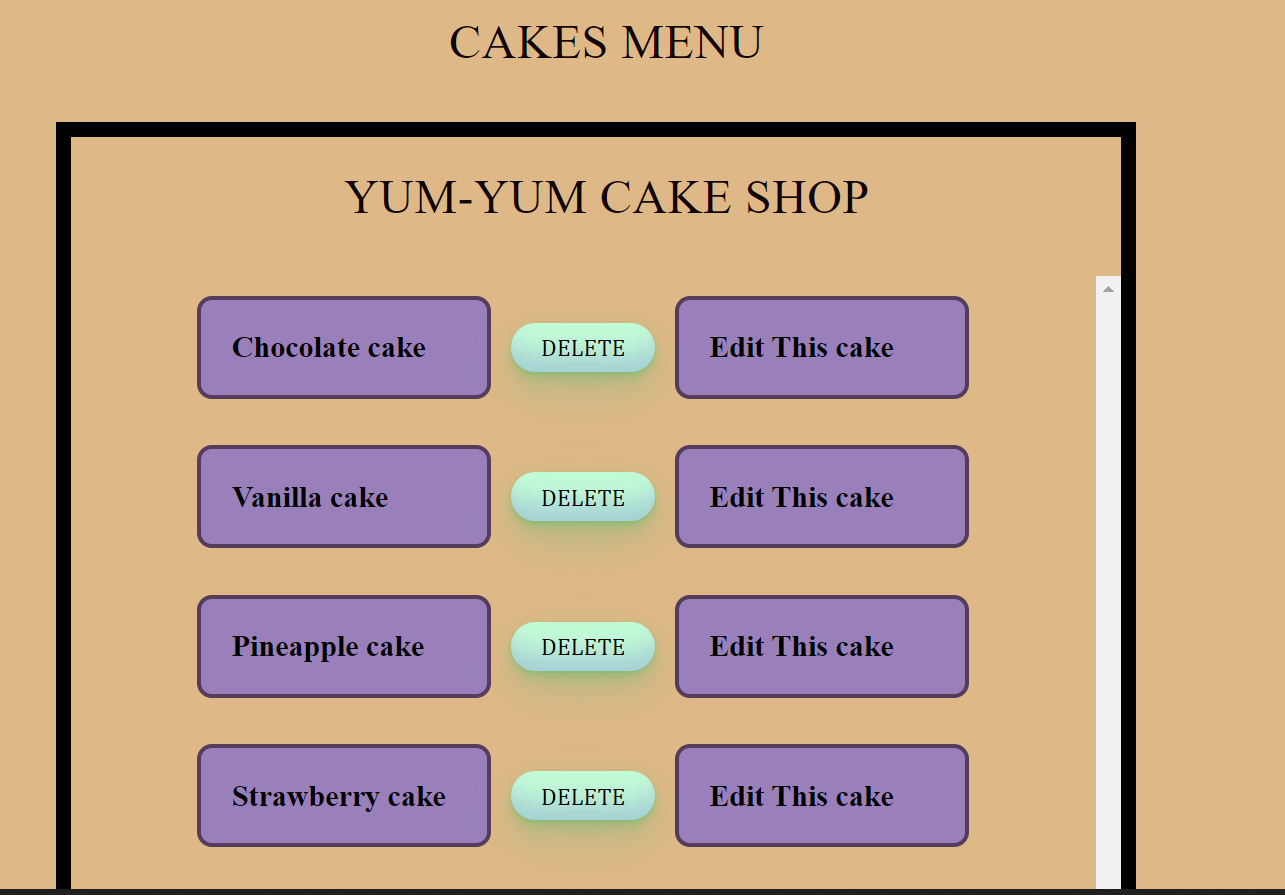 CAKES MENU
YUM-YUM CAKE SHOP
Chocolate cake DELETE Edit This cake
Vanilla cake DELETE Edit This cake
Pineapple cake DELETE Edit This cake
Strawberry cake DELETE Edit This cake